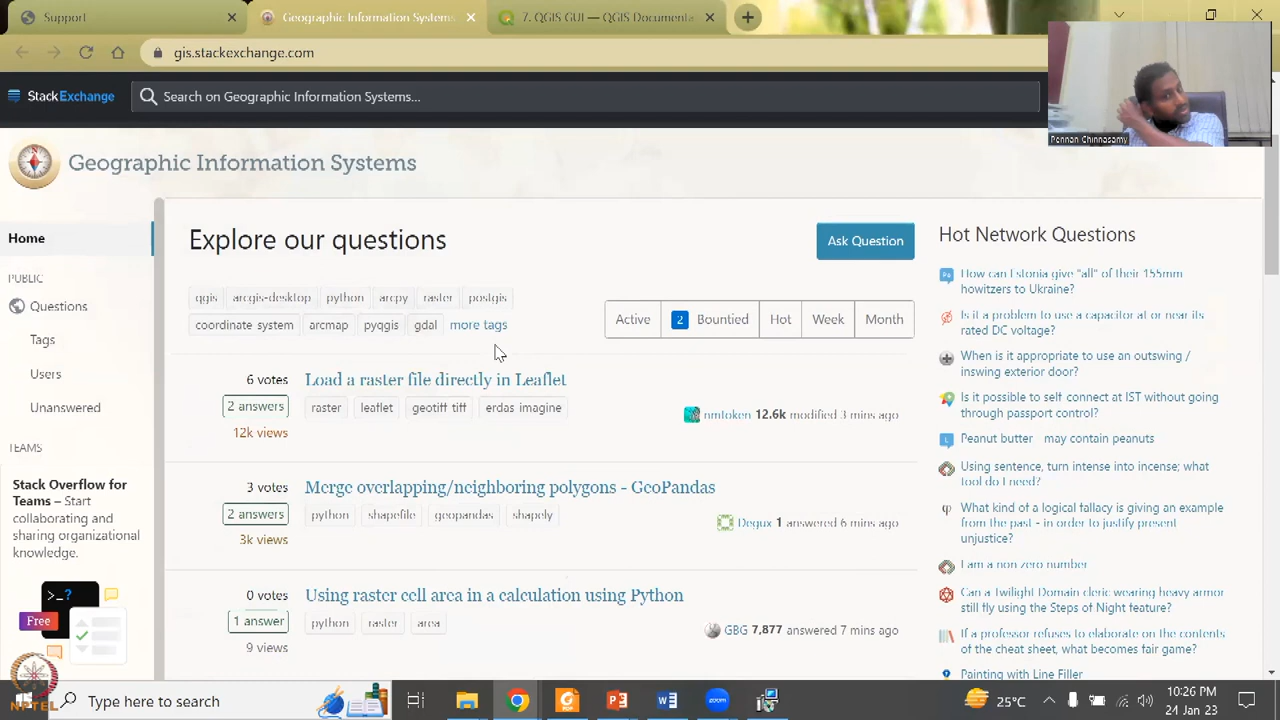 Support
Geographic Information Systems
7. QGIS GUI — QGIS Documenta
gis.stackexchange.com
StackExchange
Search on Geographic Information Systems...
Pennan Chinnasamy
Geographic Information Systems
Home
PUBLIC
Questions
Tags
Users
Unanswered
TEAMS
Stack Overflow for
Teams – Start
collaborating and
sharing organizational
knowledge.
>_?
Free
Explore our questions
Ask Question
qgis arcgis-desktop python arcpy raster postgis
coordinate system arcmap pyqgis gdal more tags
Active 2 Bountied Hot Week Month
6 votes
2 answers
12k views
Load a raster file directly in Leaflet
raster leaflet geotiff tiff erdas imagine
nmtoken 12.6k modified 3 mins ago
3 votes
2 answers
3k views
Merge overlapping/neighboring polygons - GeoPandas
python shapefile geopandas shapely
Degux 1 answered 6 mins ago
0 votes
1 answer
9 views
Using raster cell area in a calculation using Python
python raster area
GBG 7,877 answered 7 mins ago
Hot Network Questions
How can Estonia give "all" of their 155mm
howitzers to Ukraine?
Is it a problem to use a capacitor at or near its
rated DC voltage?
When is it appropriate to use an outswing /
inswing exterior door?
Is it possible to self connect at IST without going
through passport control?
Peanut butter may contain peanuts
Using sentence, turn intense into incense; what
tool do I need?
What kind of a logical fallacy is giving an example
from the past - in order to justify present
unjustice?
I am a non zero number
Can a Twilight Domain cleric wearing heavy armor
still fly using the Steps of Night feature?
If a professor refuses to elaborate on the contents
of the cheat sheet, what becomes fair game?
Painting with Line Filler
NPTEL
Type here to search
zoom
25°C
10:26 PM
24 Jan 23